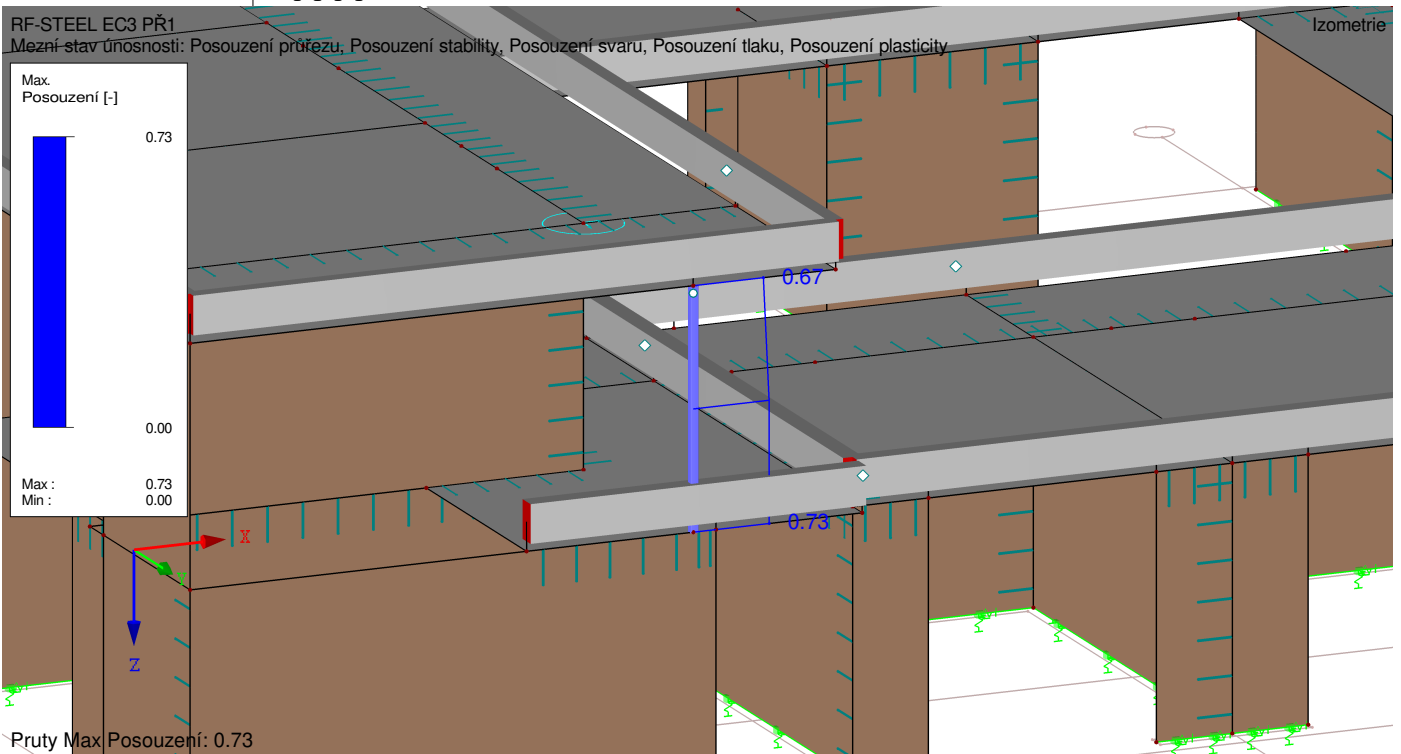 RF-STEEL EC3 PŘ1
Izometrie
Mezní stav únosnosti: Posouzení průřezu, Posouzení stability, Posouzení svaru, Posouzení tlaku, Posouzení plasticity
Max.
Posouzení [-]
0.73
0.00
Max : 0.73
Min : 0.00
0.67
0.73
X
Y
Z
Pruty Max Posouzení: 0.73